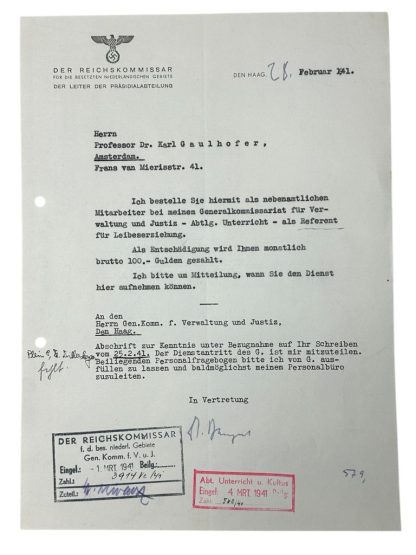 DER REICHSKOMMISSAR
FÜR DIE BESETZTEN NIEDERLÄNDISCHEN GEBIETE
DER LEITER DER PRÄSIDIALABTEILUNG
DEN HAAG, 28. Februar 141.
Herrn
Professor Dr. Karl Gaulhofer,
Amsterdam.
Frans van Mierisstr. 41.
Ich bestelle Sie hiermit als nebenamtlichen
Mitarbeiter bei meinem Generalkommissariat für Ver-
waltung und Justiz - Abtlg. Unterricht - als Referent
für Leibeserziehung.
Als Entschädigung wird Ihnen monatlich
brutto 100.- Gulden gezahlt.
Ich bitte um Mitteilung, wann Sie den Dienst
hier aufnehmen können.
An den
Herrn Gen.Komm. f. Verwaltung und Justiz,
Den Haag.
Abschrift zur Kenntnis unter Bezugnahme auf Ihr Schreiben
vom 25.2.41. Der Dienstantritt des G. ist mir mitzuteilen.
Beiliegenden Personalfragebogen bitte ich von G. aus-
füllen zu lassen und baldmöglichst meinem Personalbüro
zuzuleiten.
fehlt.
In Vertretung
DER REICHSKOMMISSAR
f. d. bes. niederl. Gebiete
Gen. Komm. f. V. u. J.
Eingel.: - 1. MRT. 1941 Beilg.:
Zahl:
Zuteil.:
Abt. Unterricht u. Kultus
Eingel. 4. MRT 1941
Zahl:
579,